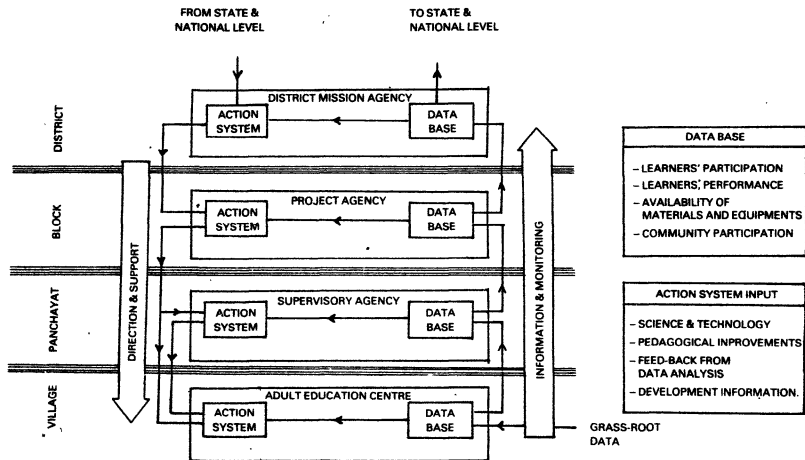 FROM STATE &
NATIONAL LEVEL
TO STATE &
NATIONAL LEVEL
DISTRICT
DISTRICT MISSION AGENCY
ACTION
SYSTEM
DATA
BASE
BLOCK
PROJECT AGENCY
ACTION
SYSTEM
DATA
BASE
PANCHAYAT
SUPERVISORY AGENCY
ACTION
SYSTEM
DATA
BASE
VILLAGE
ADULT EDUCATION CENTRE
ACTION
SYSTEM
DATA
BASE
DIRECTION & SUPPORT
INFORMATION & MONITORING
GRASS-ROOT
DATA
DATA BASE
– LEARNERS' PARTICIPATION
– LEARNERS; PERFORMANCE
– AVAILABILITY OF
MATERIALS AND EQUIPMENTS
– COMMUNITY PARTICIPATION
ACTION SYSTEM INPUT
– SCIENCE & TECHNOLOGY
– PEDAGOGICAL INPROVEMENTS
– FEED-BACK FROM
DATA ANALYSIS
– DEVELOPMENT INFORMATION.